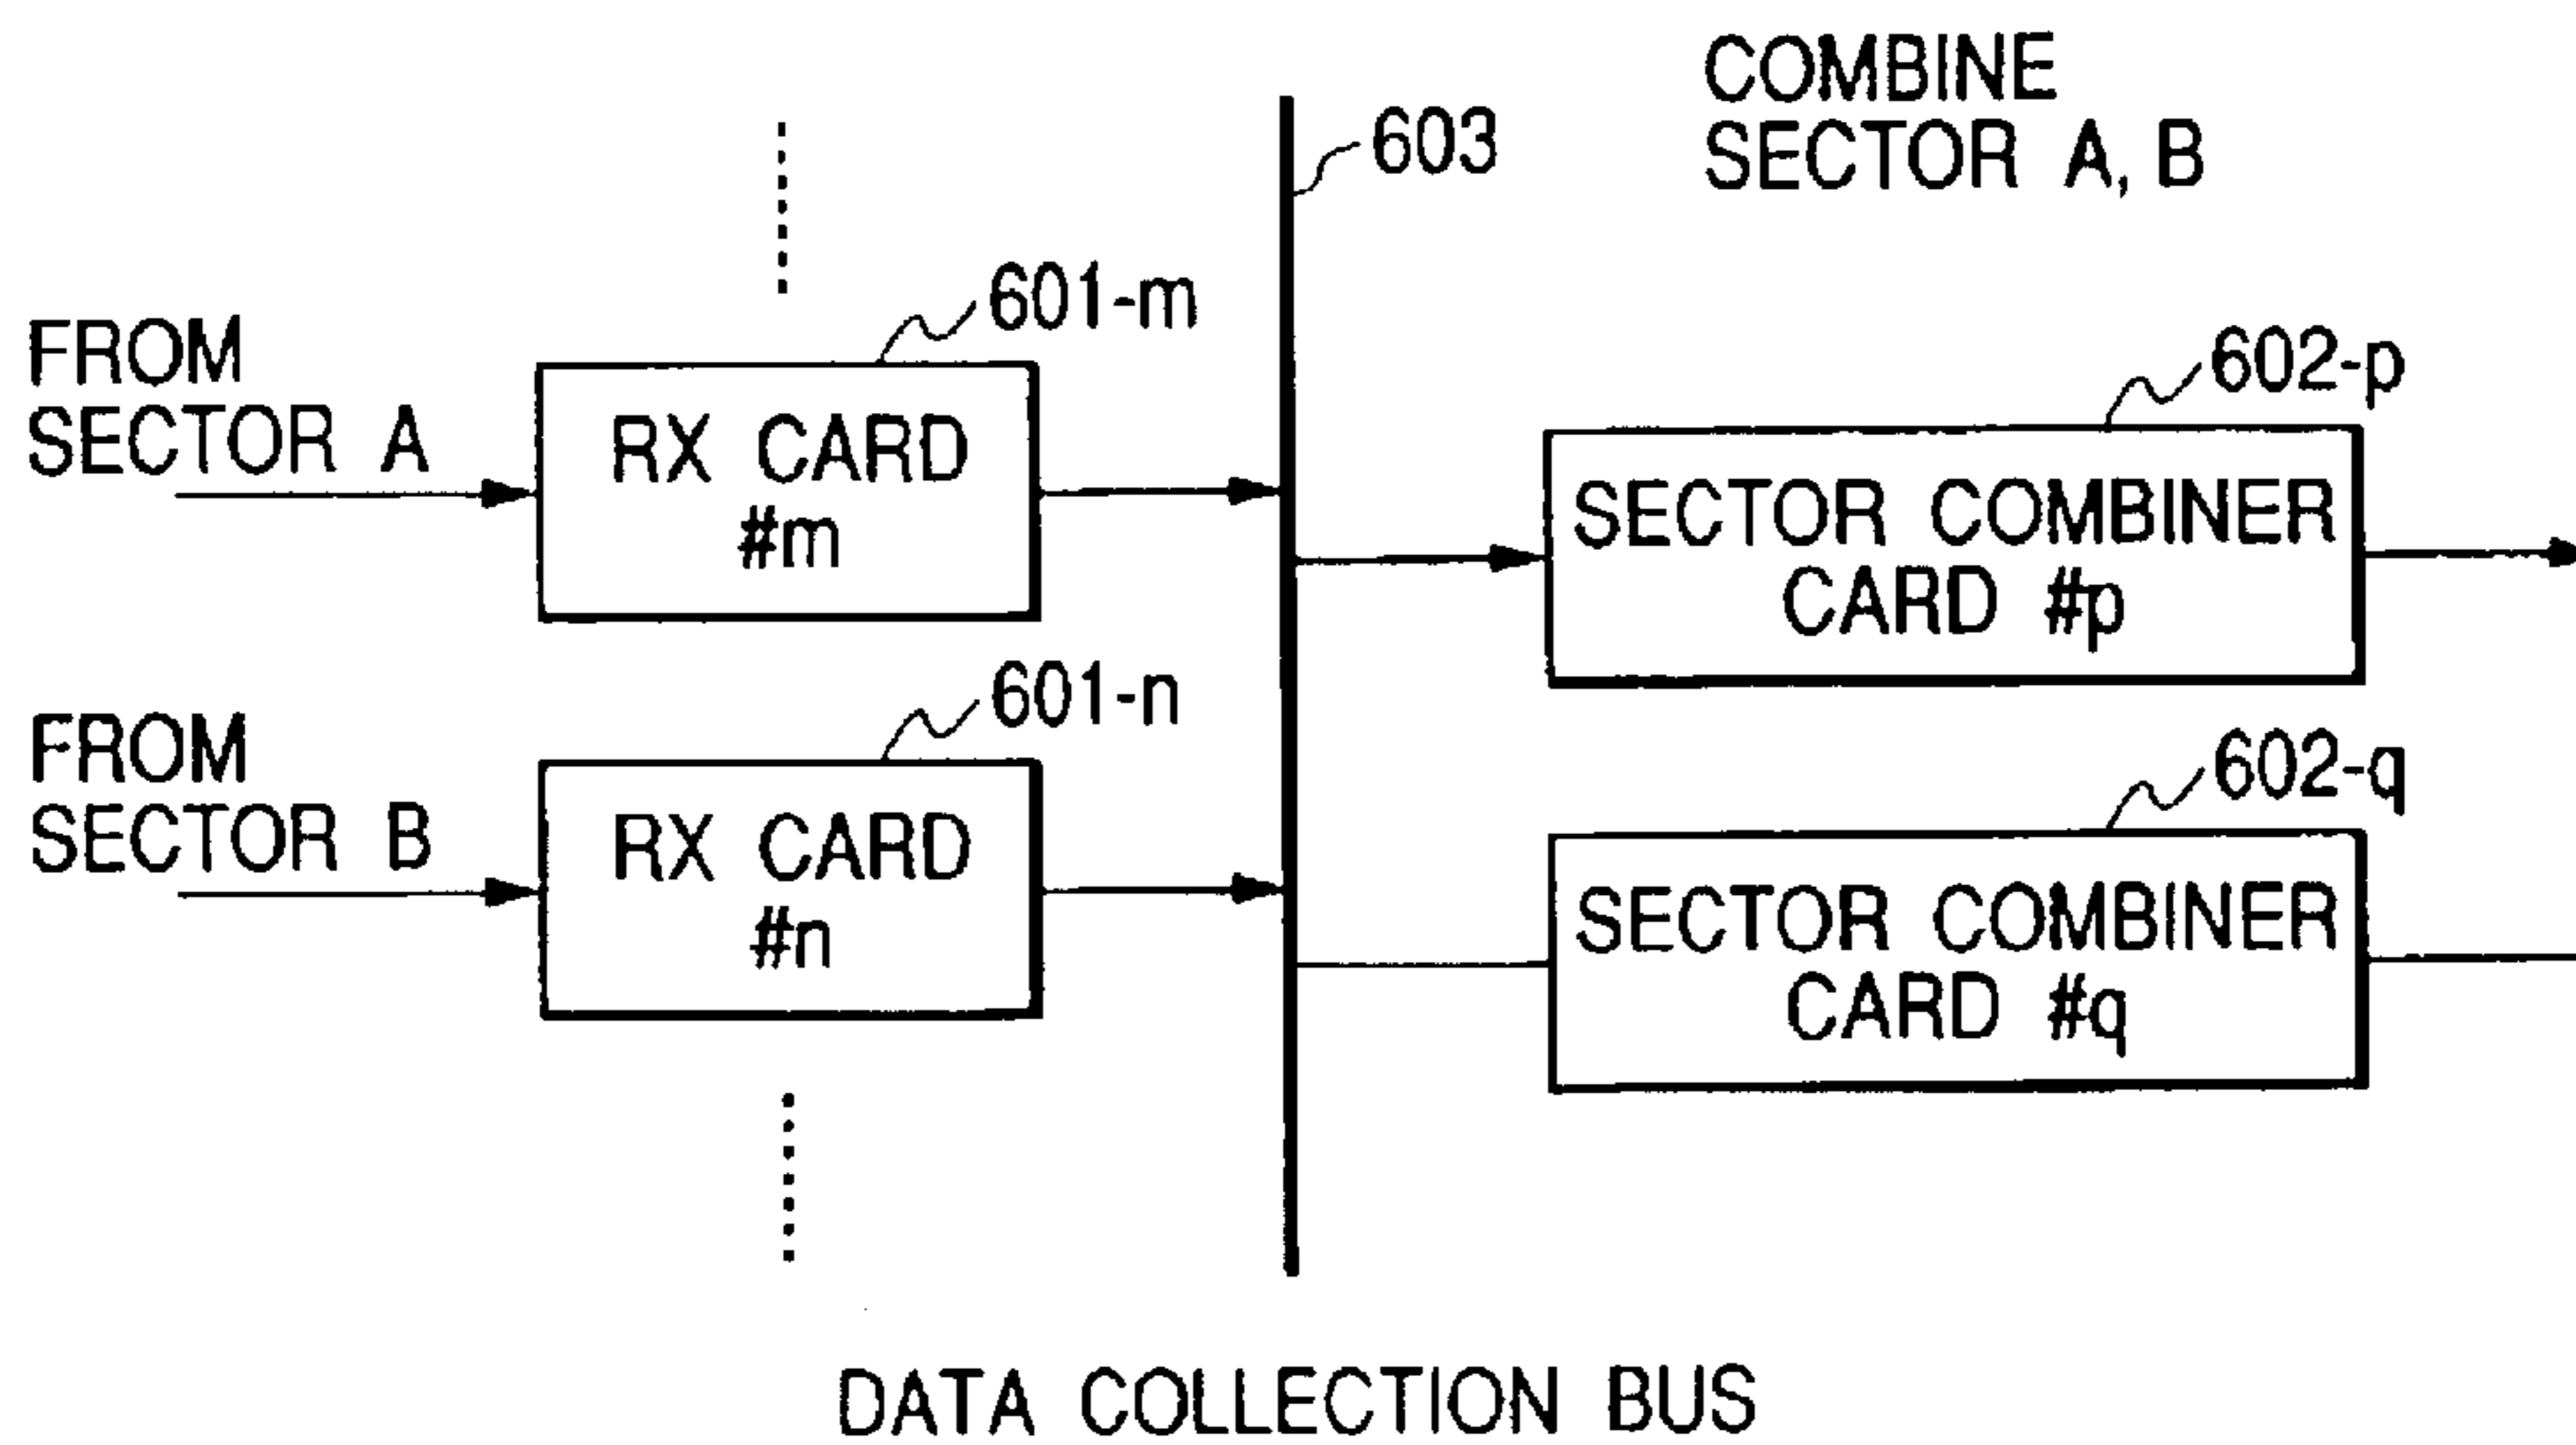 COMBINE
SECTOR A, B
603
601-m
FROM
SECTOR A
RX CARD
#m
602-p
SECTOR COMBINER
CARD #p
601-n
FROM
SECTOR B
RX CARD
#n
602-q
SECTOR COMBINER
CARD #q
DATA COLLECTION BUS